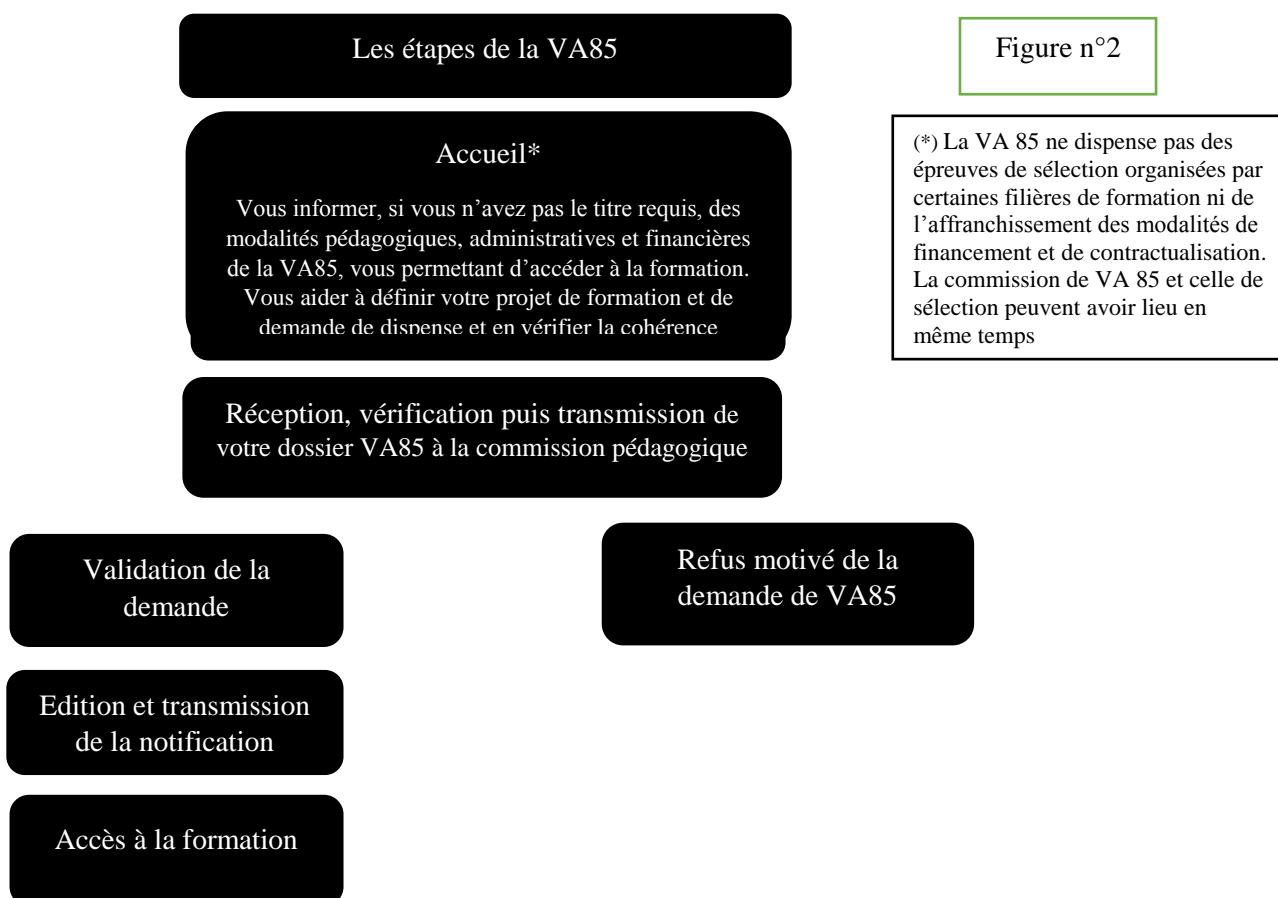 Les étapes de la VA85
Figure n°2
Accueil*
Vous informer, si vous n’avez pas le titre requis, des
modalités pédagogiques, administratives et financières
de la VA85, vous permettant d’accéder à la formation.
Vous aider à définir votre projet de formation et de
demande de dispense et en vérifier la cohérence
(*) La VA 85 ne dispense pas des
épreuves de sélection organisées par
certaines filières de formation ni de
l’affranchissement des modalités de
financement et de contractualisation.
La commission de VA 85 et celle de
sélection peuvent avoir lieu en
même temps
Réception, vérification puis transmission de
votre dossier VA85 à la commission pédagogique
Validation de la
demande
Refus motivé de la
demande de VA85
Edition et transmission
de la notification
Accès à la formation